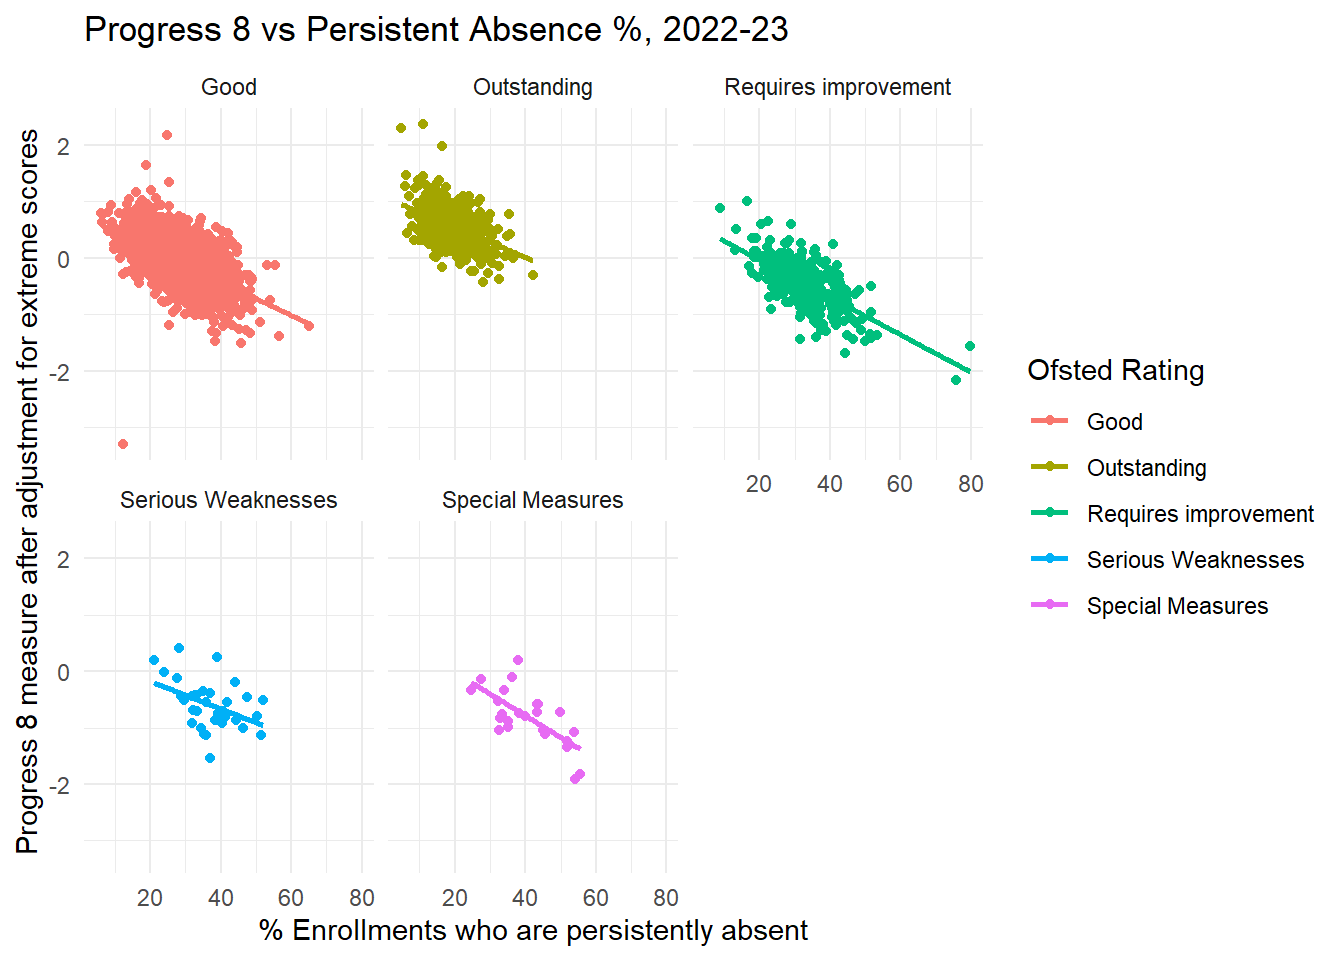 Progress 8 vs Persistent Absence %, 2022-23
Good
Outstanding
Requires improvement
2
0
-2
20 40 60 80
Serious Weaknesses
Special Measures
2
0
-2
20 40 60 80
20 40 60 80
% Enrollments who are persistently absent
Progress 8 measure after adjustment for extreme scores
Ofsted Rating
Good
Outstanding
Requires improvement
Serious Weaknesses
Special Measures